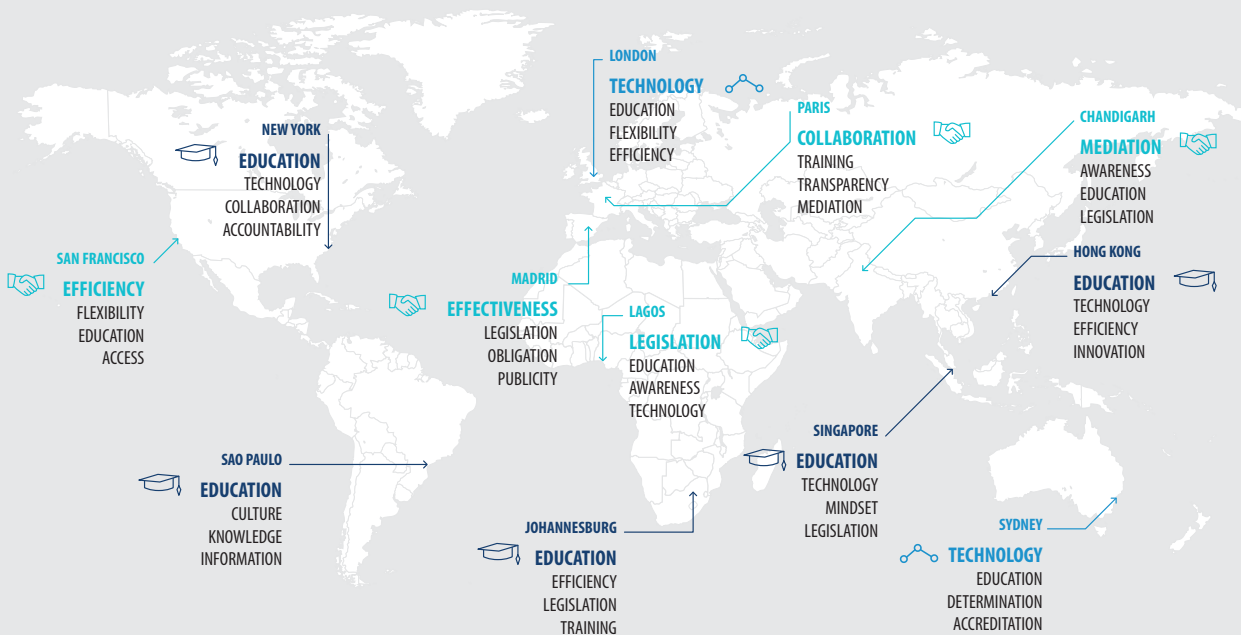 LONDON
TECHNOLOGY
EDUCATION
FLEXIBILITY
EFFICIENCY
PARIS
COLLABORATION
TRAINING
TRANSPARENCY
MEDIATION
CHANDIGARH
MEDIATION
AWARENESS
EDUCATION
LEGISLATION
NEW YORK
EDUCATION
TECHNOLOGY
COLLABORATION
ACCOUNTABILITY
SAN FRANCISCO
EFFICIENCY
FLEXIBILITY
EDUCATION
ACCESS
MADRID
EFFECTIVENESS
LEGISLATION
OBLIGATION
PUBLICITY
LAGOS
LEGISLATION
EDUCATION
AWARENESS
TECHNOLOGY
HONG KONG
EDUCATION
TECHNOLOGY
EFFICIENCY
INNOVATION
SAO PAULO
EDUCATION
CULTURE
KNOWLEDGE
INFORMATION
JOHANNESBURG
EDUCATION
EFFICIENCY
LEGISLATION
TRAINING
SINGAPORE
EDUCATION
TECHNOLOGY
MINDSET
LEGISLATION
SYDNEY
TECHNOLOGY
EDUCATION
DETERMINATION
ACCREDITATION